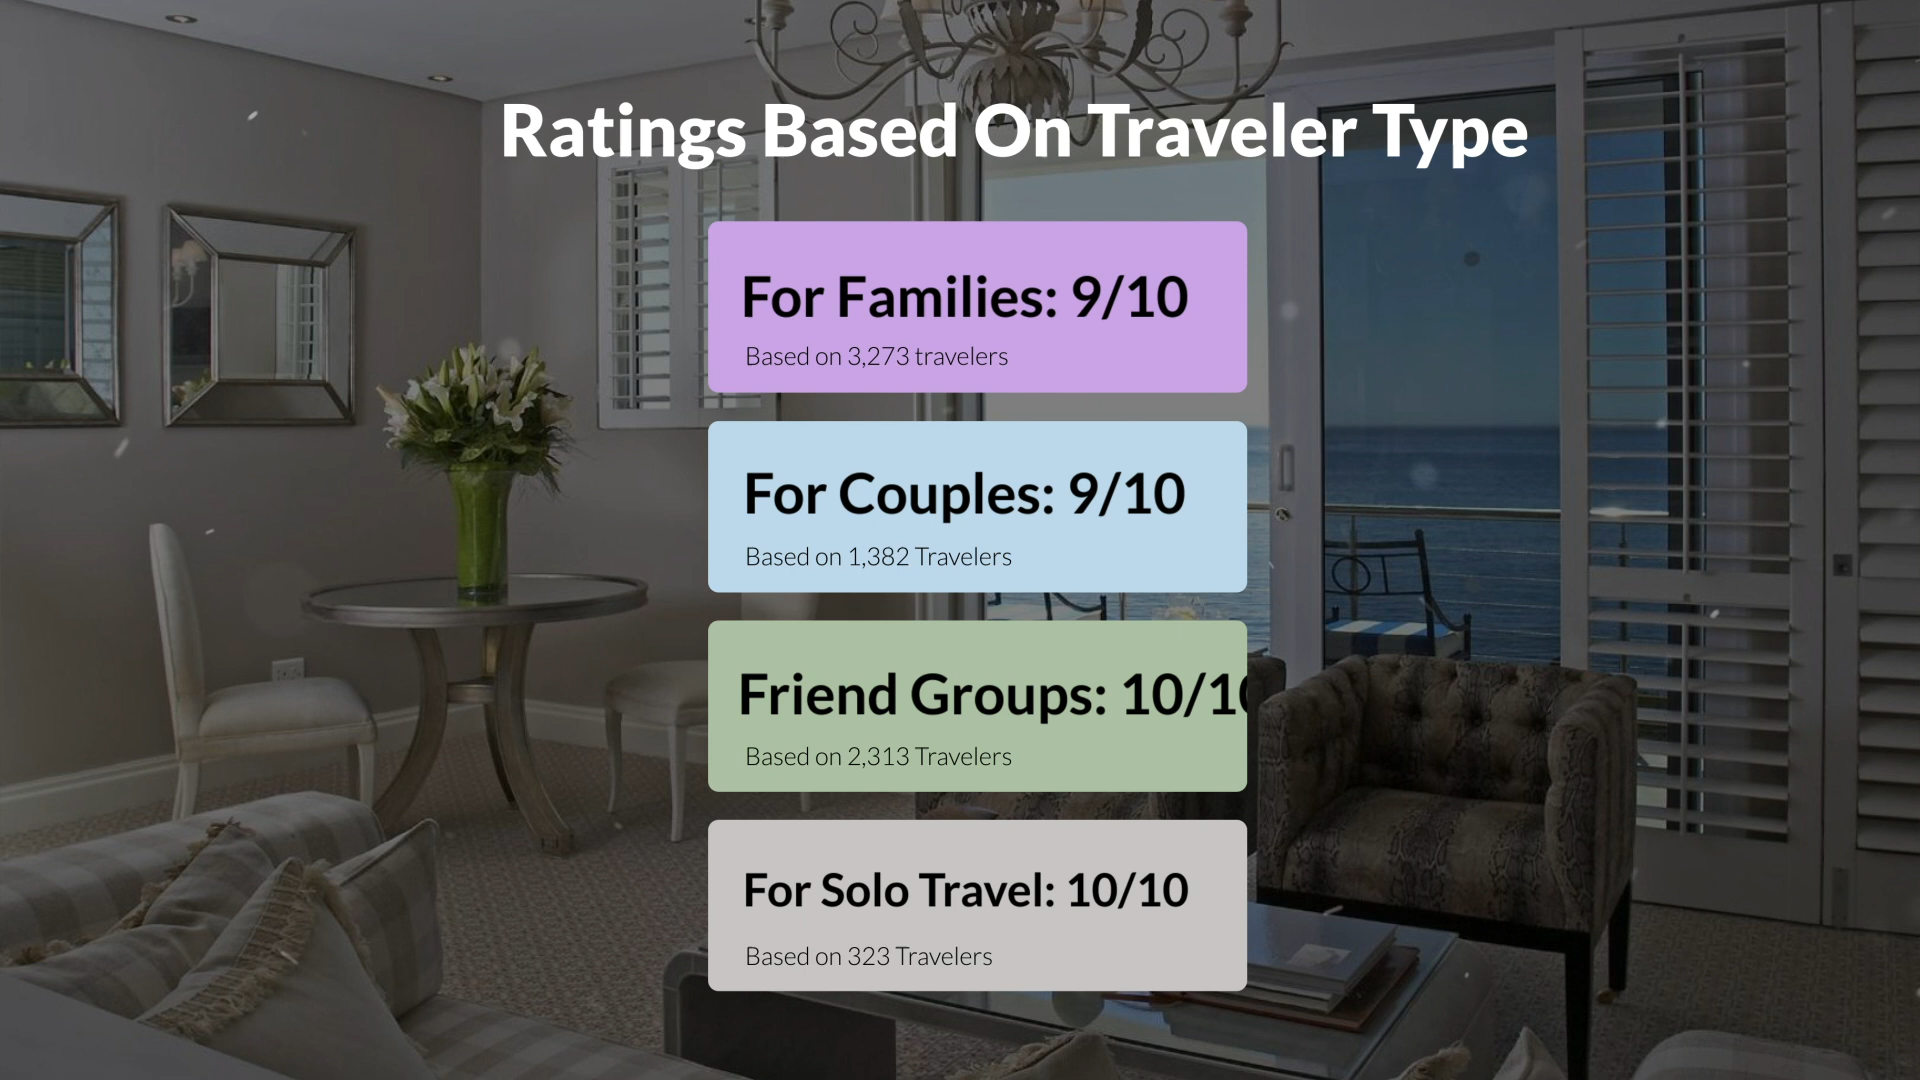 Ratings Based On Traveler Type
For Families: 9/10
Based on 3,273 travelers
For Couples: 9/10
Based on 1,382 Travelers
Friend Groups: 10/10
Based on 2,313 Travelers
For Solo Travel: 10/10
Based on 323 Travelers